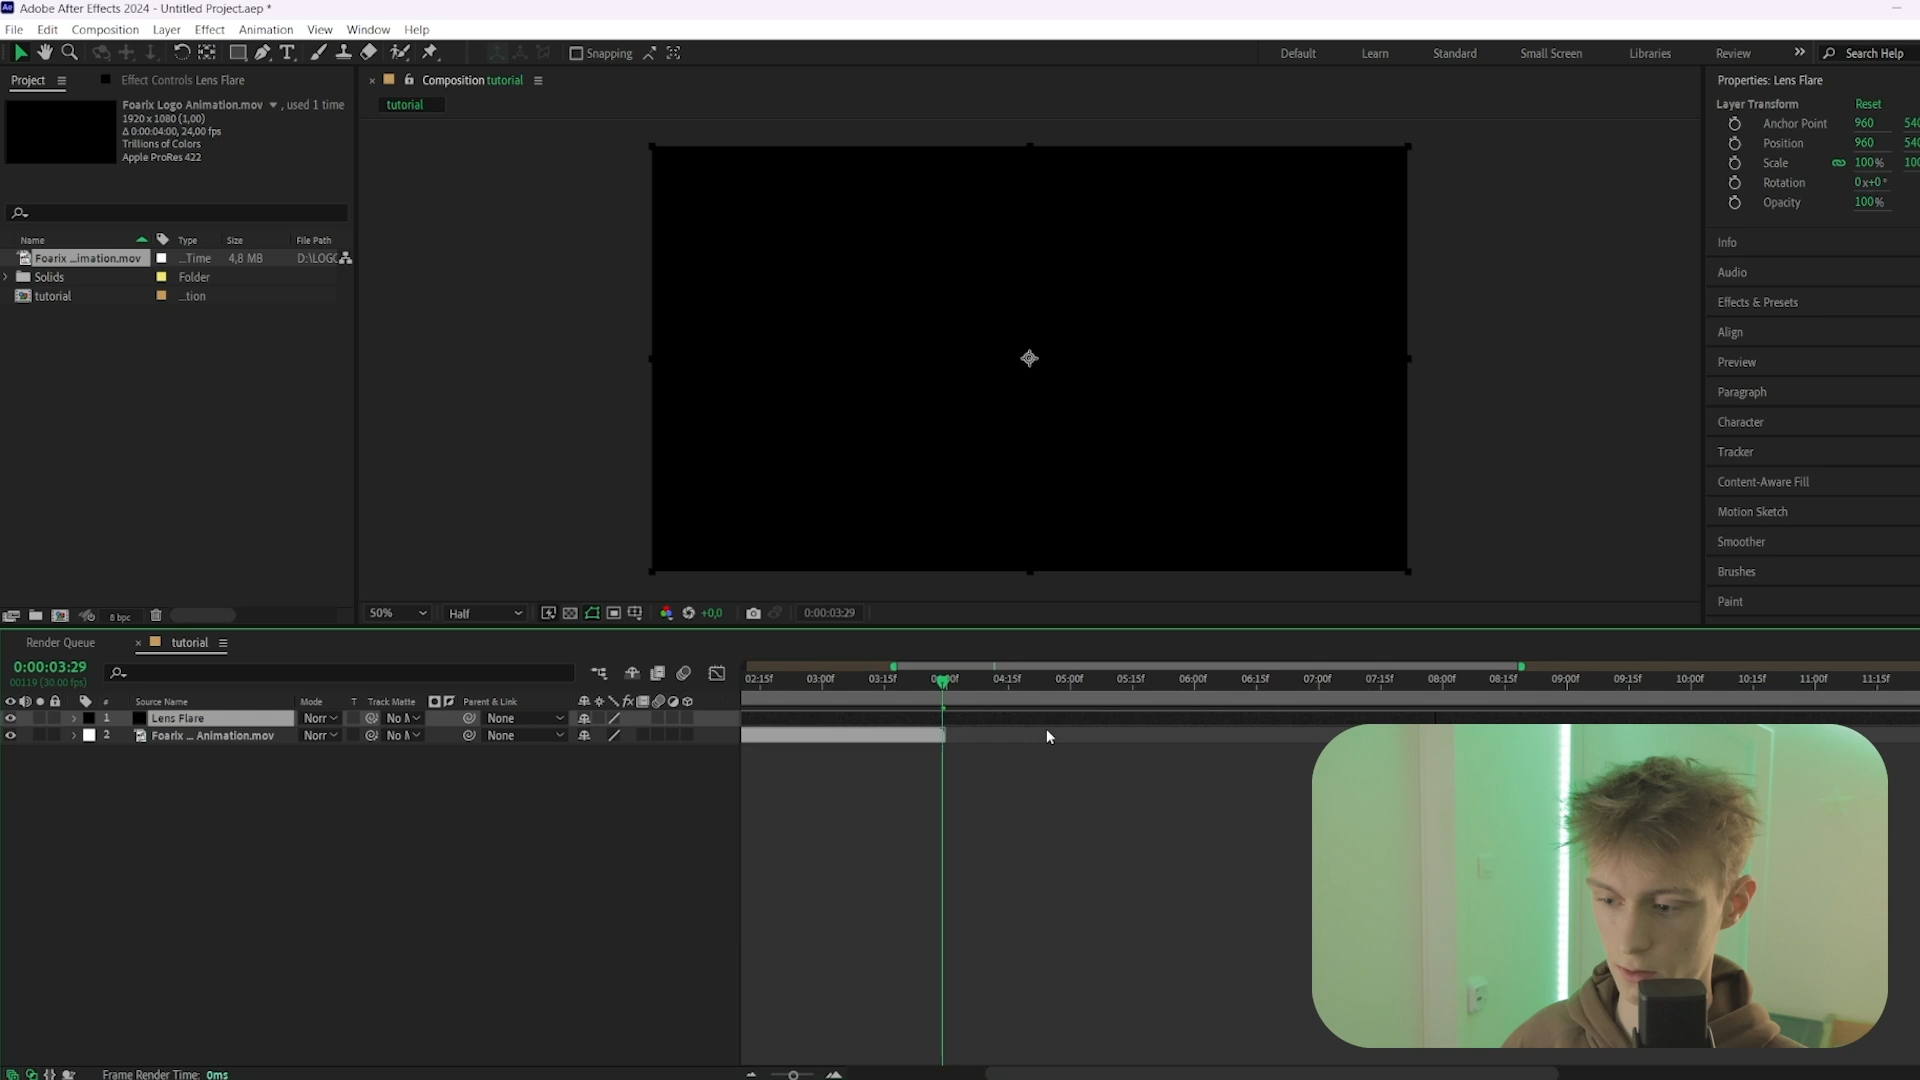 Adobe After Effects 2024 - Untitled Project.aep *
File Edit Composition Layer Effect Animation View Window Help
Snapping
Default Learn Standard Small Screen Libraries Review Search Help
Project Effect Controls Lens Flare
Foarix Logo Animation.mov , used 1 time
1920 x 1080 (1,00)
Δ 0:00:04:00, 24,00 fps
Trillions of Colors
Apple ProRes 422
Name Type Size File Path
Foarix ...imation.mov ...Time 4,8 MB D:\LOG
Solids Folder
tutorial ...tion
8 bpc
Composition tutorial
tutorial
50% Half +0,0 0:00:03:29
Properties: Lens Flare
Layer Transform Reset
Anchor Point 960 540
Position 960 540
Scale 100% 100
Rotation 0x+0°
Opacity 100%
Info
Audio
Effects & Presets
Align
Preview
Paragraph
Character
Tracker
Content-Aware Fill
Motion Sketch
Smoother
Brushes
Paint
Render Queue tutorial
0:00:03:29
00119 (30.00 fps)
02:15f 03:00f 03:15f 04:00f 04:15f 05:00f 05:15f 06:00f 06:15f 07:00f 07:15f 08:00f 08:15f 09:00f 09:15f 10:00f 10:15f 11:00f 11:15f
# Source Name Mode T Track Matte Parent & Link
1 Lens Flare Norr No M None
2 Foarix ... Animation.mov Norr No M None
Frame Render Time: 0ms